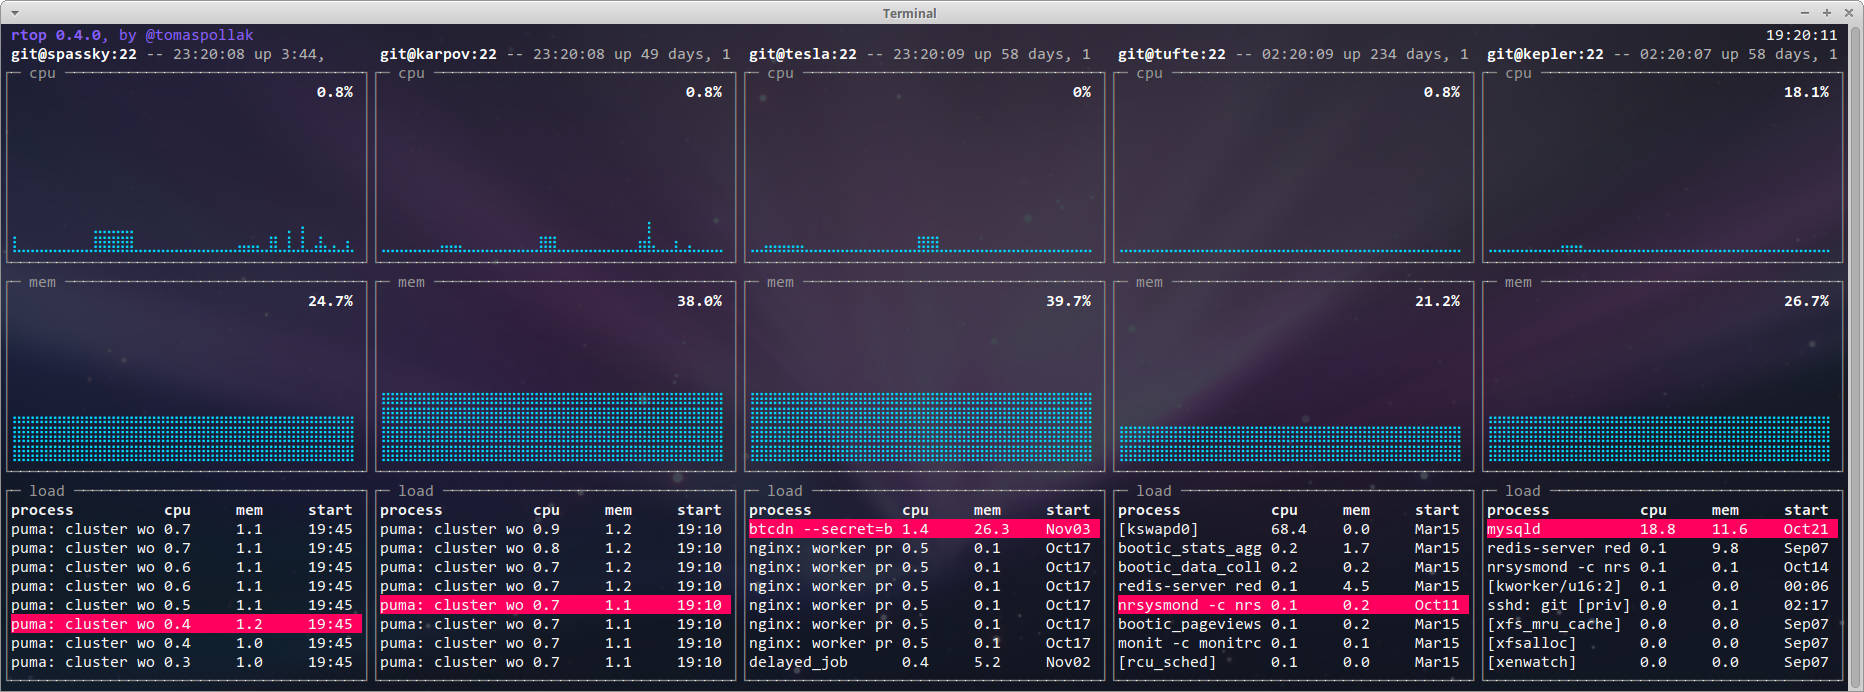 Terminal
rtop 0.4.0, by @tomaspollak
19:20:11
git@spassky:22 -- 23:20:08 up 3:44,
cpu
0.8%
mem
24.7%
load
process cpu mem start
puma: cluster wo 0.7 1.1 19:45
puma: cluster wo 0.7 1.1 19:45
puma: cluster wo 0.6 1.1 19:45
puma: cluster wo 0.6 1.1 19:45
puma: cluster wo 0.5 1.1 19:45
puma: cluster wo 0.4 1.2 19:45
puma: cluster wo 0.4 1.0 19:45
puma: cluster wo 0.3 1.0 19:45
git@karpov:22 -- 23:20:08 up 49 days, 1
cpu
0.8%
mem
38.0%
load
process cpu mem start
puma: cluster wo 0.9 1.2 19:10
puma: cluster wo 0.8 1.2 19:10
puma: cluster wo 0.7 1.2 19:10
puma: cluster wo 0.7 1.2 19:10
puma: cluster wo 0.7 1.1 19:10
puma: cluster wo 0.7 1.1 19:10
puma: cluster wo 0.7 1.1 19:10
puma: cluster wo 0.7 1.1 19:10
git@tesla:22 -- 23:20:09 up 58 days, 1
cpu
0%
mem
39.7%
load
process cpu mem start
btcdn --secret=b 1.4 26.3 Nov03
nginx: worker pr 0.5 0.1 Oct17
nginx: worker pr 0.5 0.1 Oct17
nginx: worker pr 0.5 0.1 Oct17
nginx: worker pr 0.5 0.1 Oct17
nginx: worker pr 0.5 0.1 Oct17
nginx: worker pr 0.5 0.1 Oct17
delayed_job 0.4 5.2 Nov02
git@tufte:22 -- 02:20:09 up 234 days, 1
cpu
0.8%
mem
21.2%
load
process cpu mem start
[kswapd0] 68.4 0.0 Mar15
bootic_stats_agg 0.2 1.7 Mar15
bootic_data_coll 0.2 0.2 Mar15
redis-server red 0.1 4.5 Mar15
nrsysmond -c nrs 0.1 0.2 Oct11
bootic_pageviews 0.1 0.2 Mar15
monit -c monitrc 0.1 0.1 Mar15
[rcu_sched] 0.1 0.0 Mar15
git@kepler:22 -- 02:20:07 up 58 days, 1
cpu
18.1%
mem
26.7%
load
process cpu mem start
mysqld 18.8 11.6 Oct21
redis-server red 0.1 9.8 Sep07
nrsysmond -c nrs 0.1 0.1 Oct14
[kworker/u16:2] 0.1 0.0 00:06
sshd: git [priv] 0.0 0.1 02:17
[xfs_mru_cache] 0.0 0.0 Sep07
[xfsalloc] 0.0 0.0 Sep07
[xenwatch] 0.0 0.0 Sep07